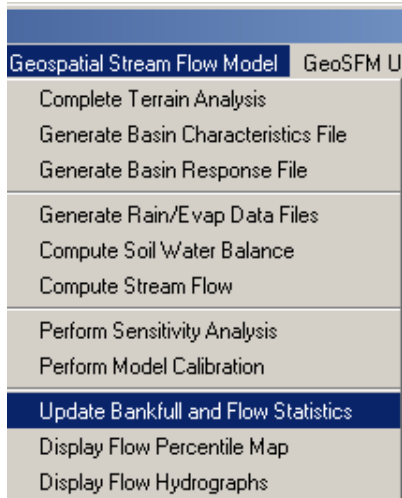 Geospatial Stream Flow Model GeoSFM U
Complete Terrain Analysis
Generate Basin Characteristics File
Generate Basin Response File
Generate Rain/Evap Data Files
Compute Soil Water Balance
Compute Stream Flow
Perform Sensitivity Analysis
Perform Model Calibration
Update Bankfull and Flow Statistics
Display Flow Percentile Map
Display Flow Hydrographs